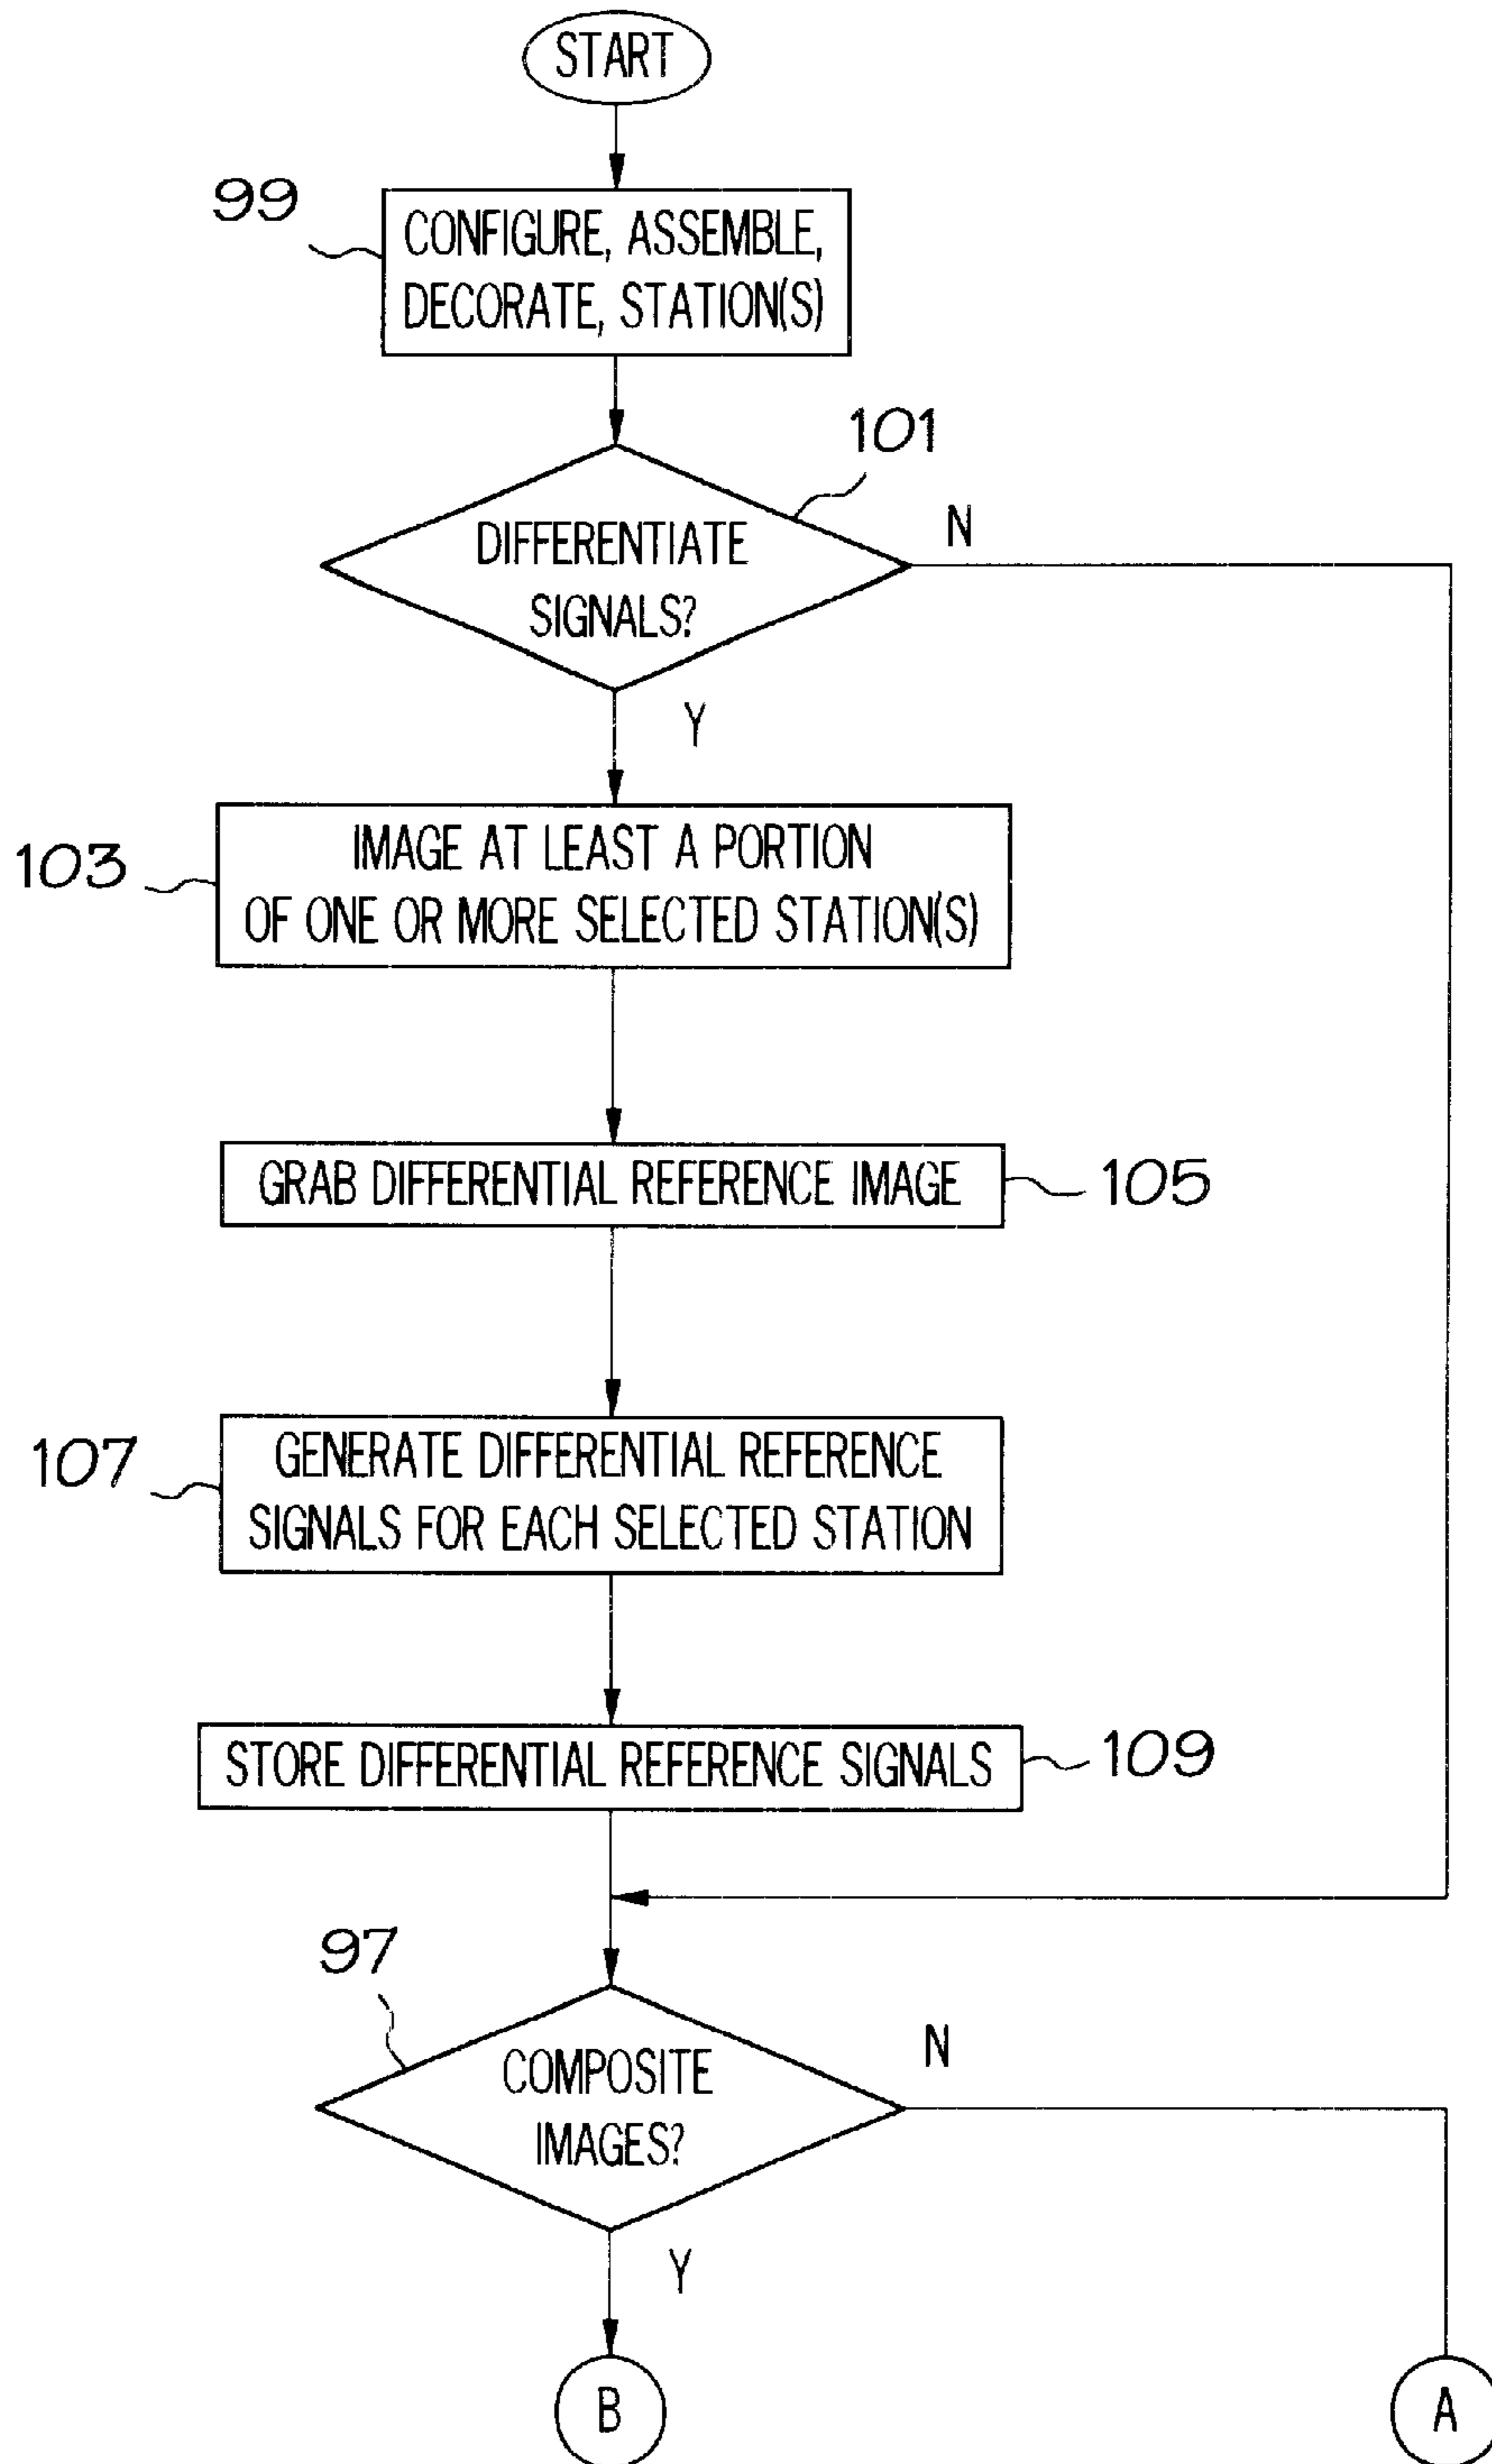 START
99
CONFIGURE, ASSEMBLE,
DECORATE, STATION(S)
101
DIFFERENTIATE
SIGNALS?
N
Y
103
IMAGE AT LEAST A PORTION
OF ONE OR MORE SELECTED STATION(S)
GRAB DIFFERENTIAL REFERENCE IMAGE
105
107
GENERATE DIFFERENTIAL REFERENCE
SIGNALS FOR EACH SELECTED STATION
STORE DIFFERENTIAL REFERENCE SIGNALS
109
97
COMPOSITE
IMAGES?
N
Y
B
A